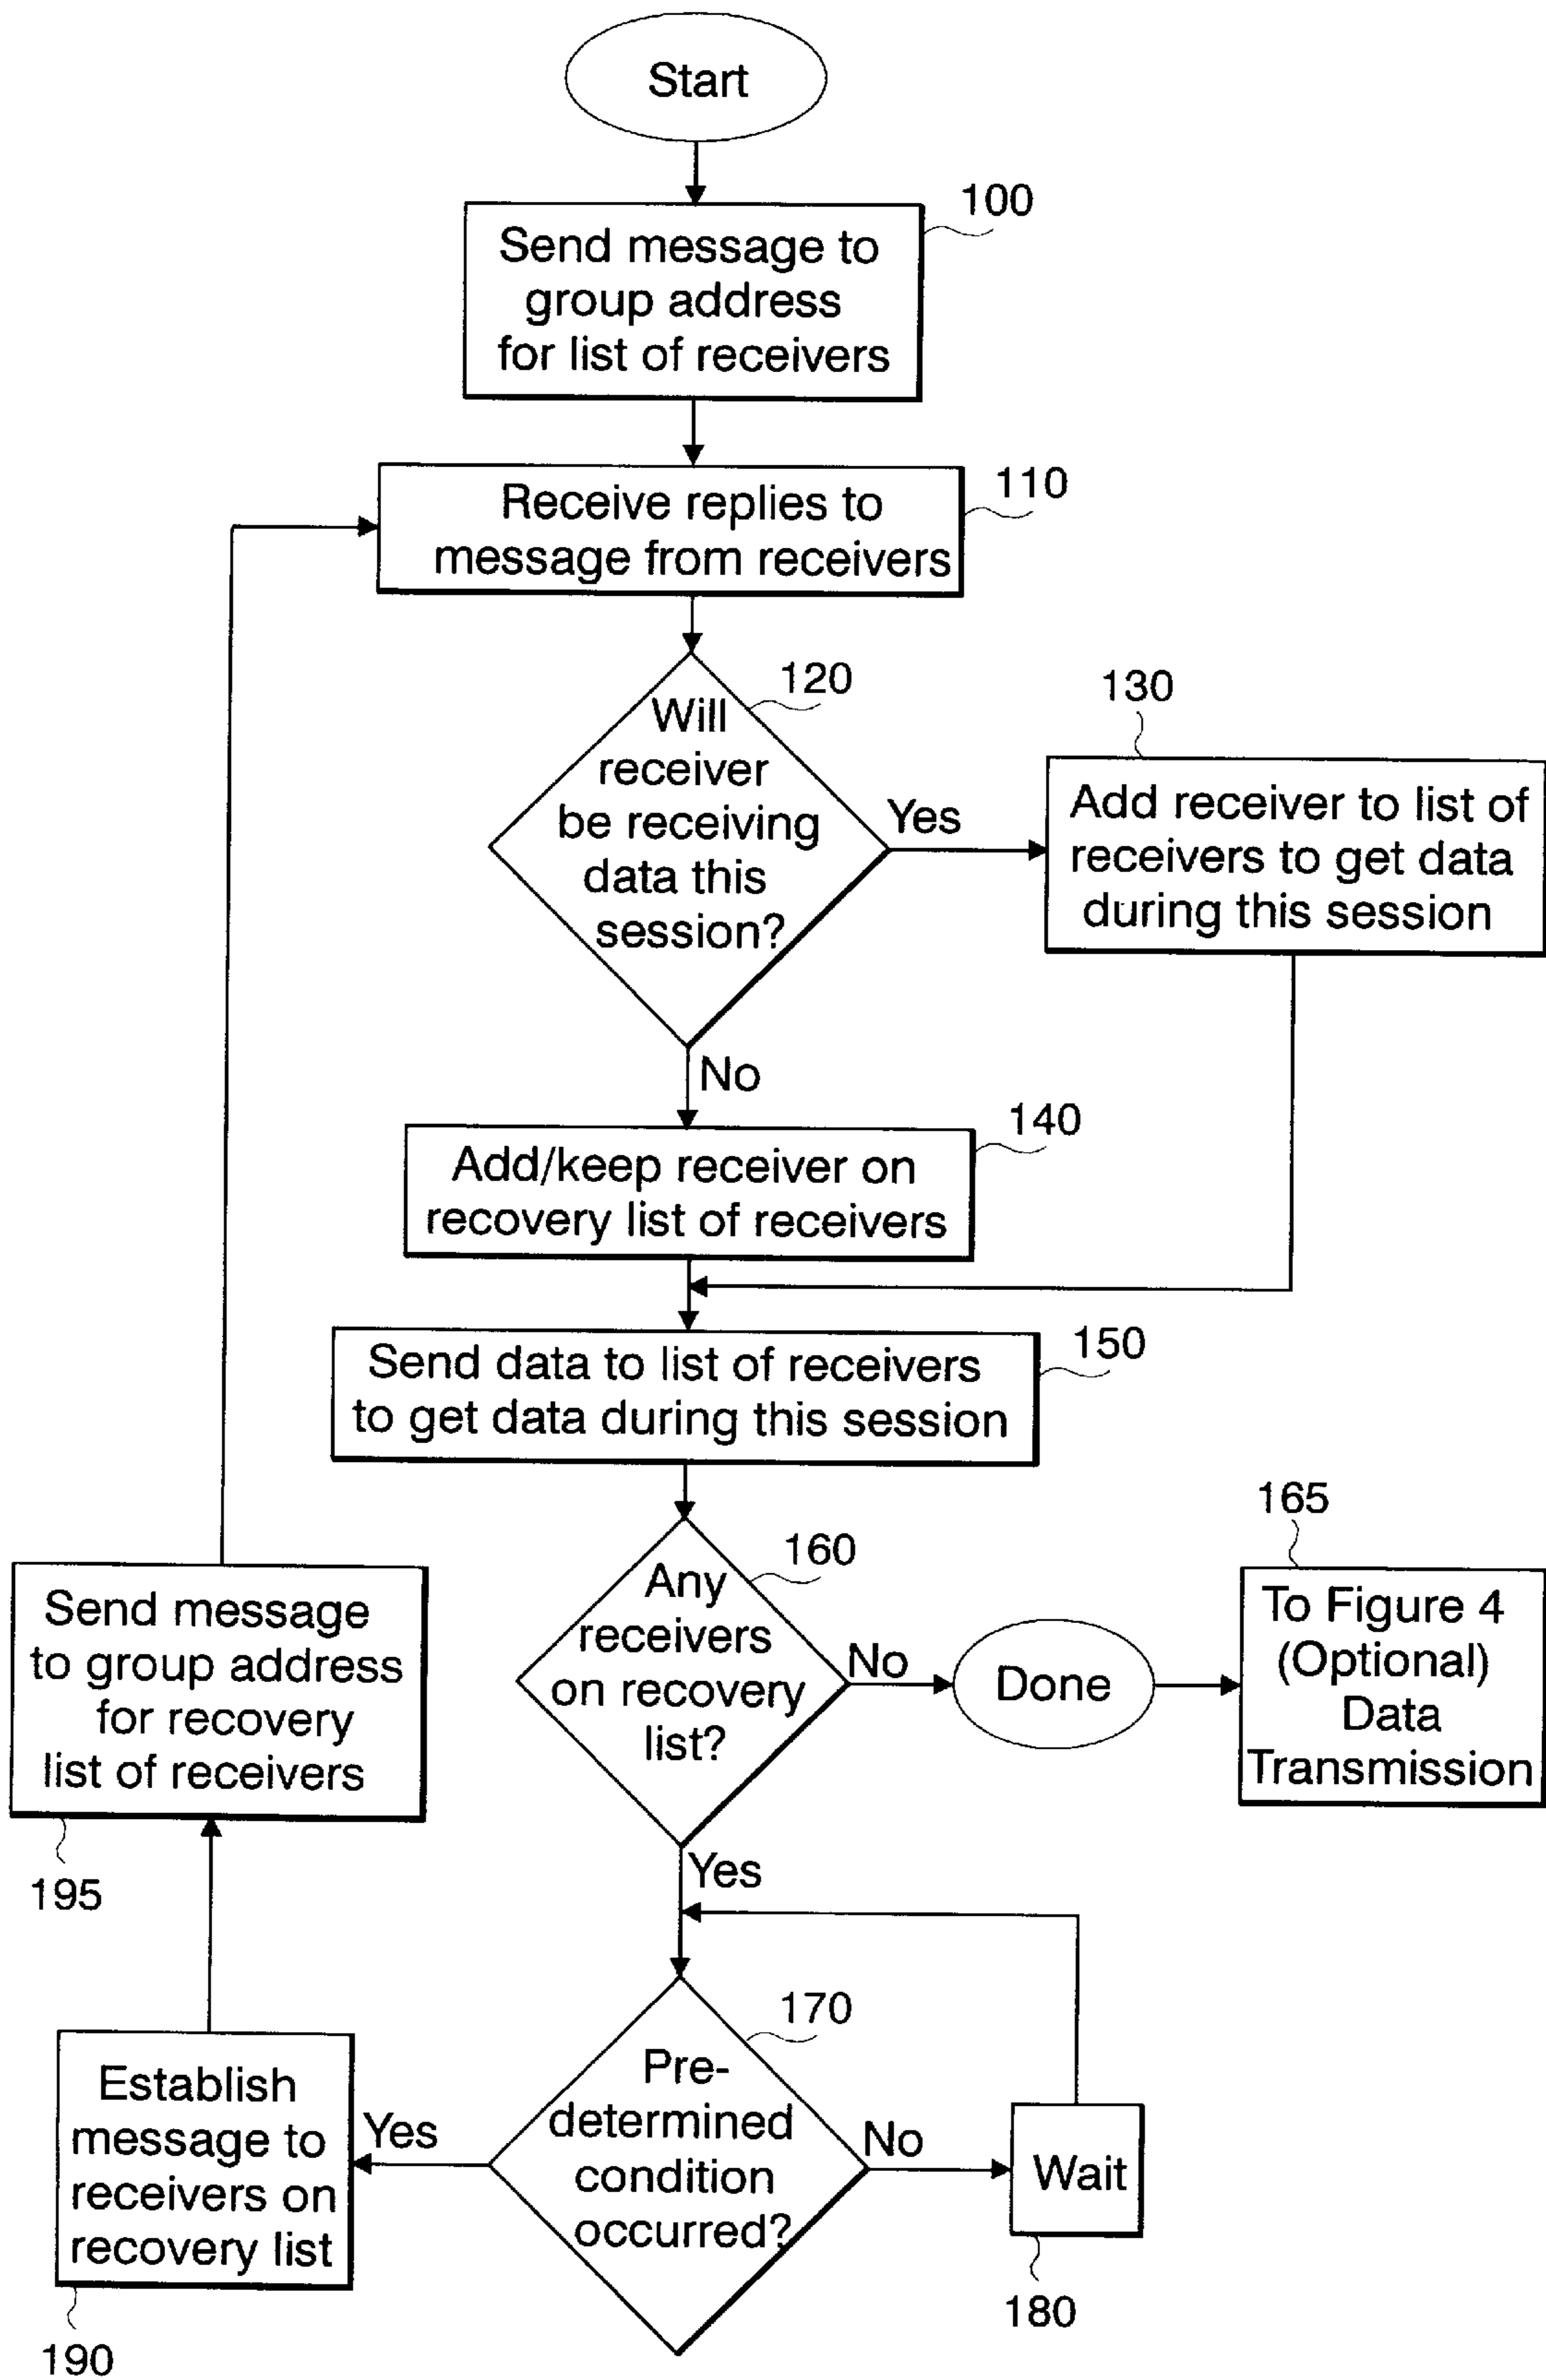 Start
100
Send message to
group address
for list of receivers
110
Receive replies to
message from receivers
120
Will
receiver
be receiving
data this
session?
Yes
130
Add receiver to list of
receivers to get data
during this session
No
140
Add/keep receiver on
recovery list of receivers
150
Send data to list of receivers
to get data during this session
160
Any
receivers
on recovery
list?
No
Done
165
To Figure 4
(Optional)
Data
Transmission
Yes
170
Pre-
determined
condition
occurred?
No
Wait
180
Yes
Establish
message to
receivers on
recovery list
190
Send message
to group address
for recovery
list of receivers
195